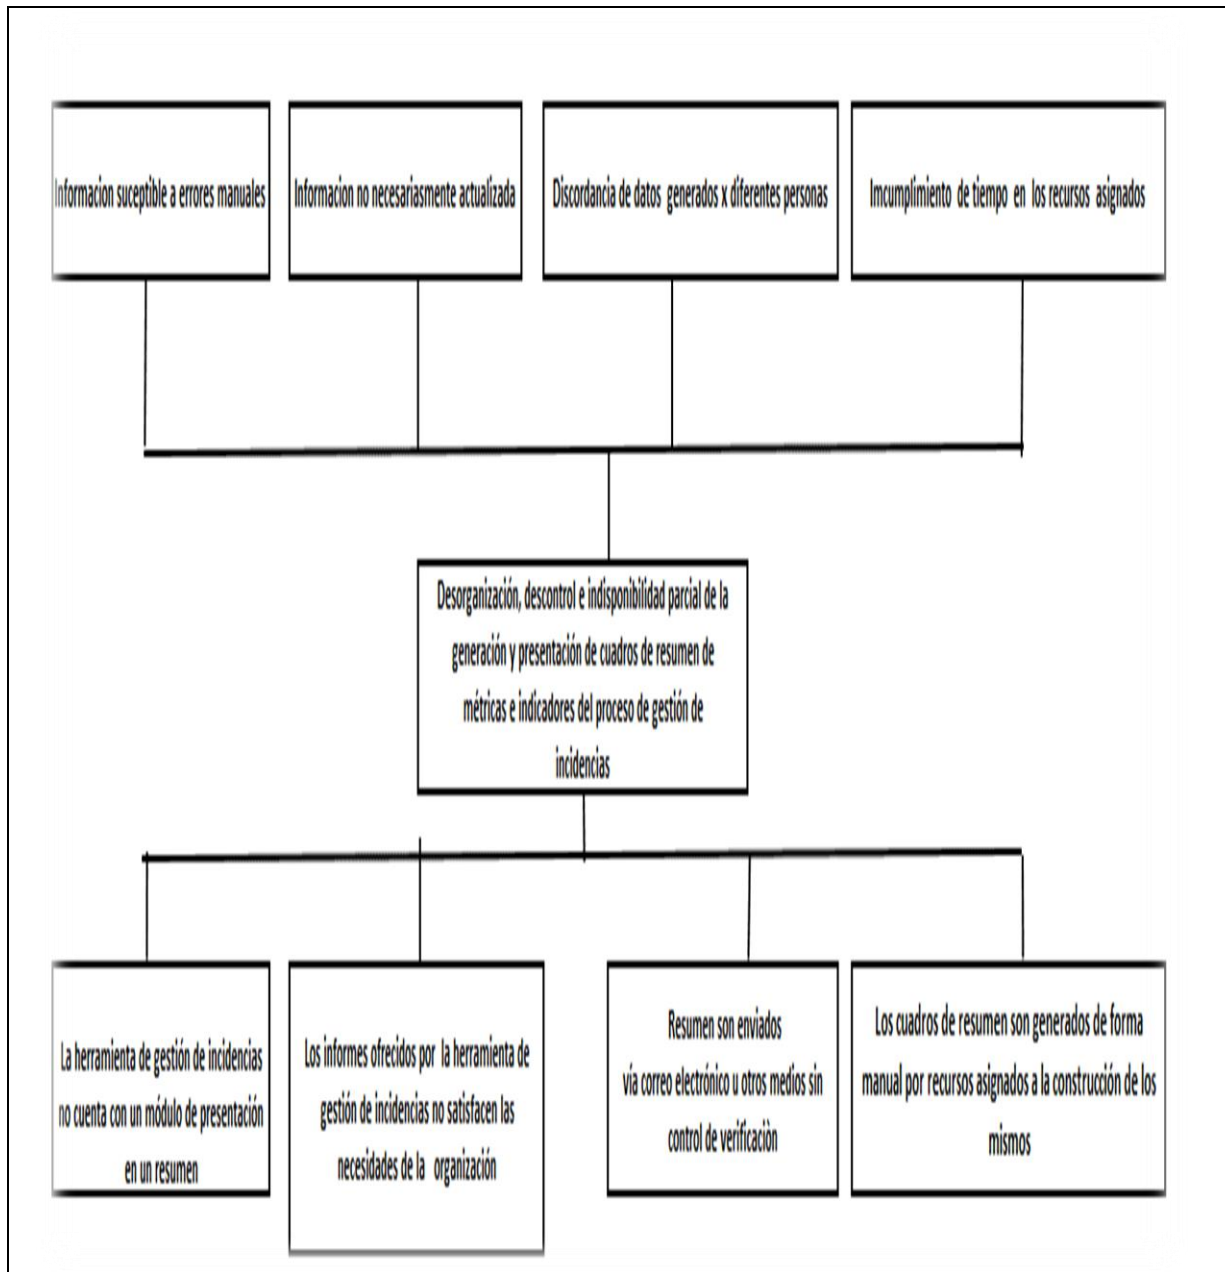 Informacion suceptible a errores manuales
Informacion no necesariasmente actualizada
Discordancia de datos generados x diferentes personas
Imcumplimiento de tiempo en los recursos asignados
Desorganización, descontrol e indisponibilidad parcial de la
generación y presentación de cuadros de resumen de
métricas e indicadores del proceso de gestión de
incidencias
La herramienta de gestión de incidencias
no cuenta con un módulo de presentación
en un resumen
Los informes ofrecidos por la herramienta de
gestión de incidencias no satisfacen las
necesidades de la organización
Resumen son enviados
vía correo electrónico u otros medios sin
control de verificaciòn
Los cuadros de resumen son generados de forma
manual por recursos asignados a la construcción de los
mismos